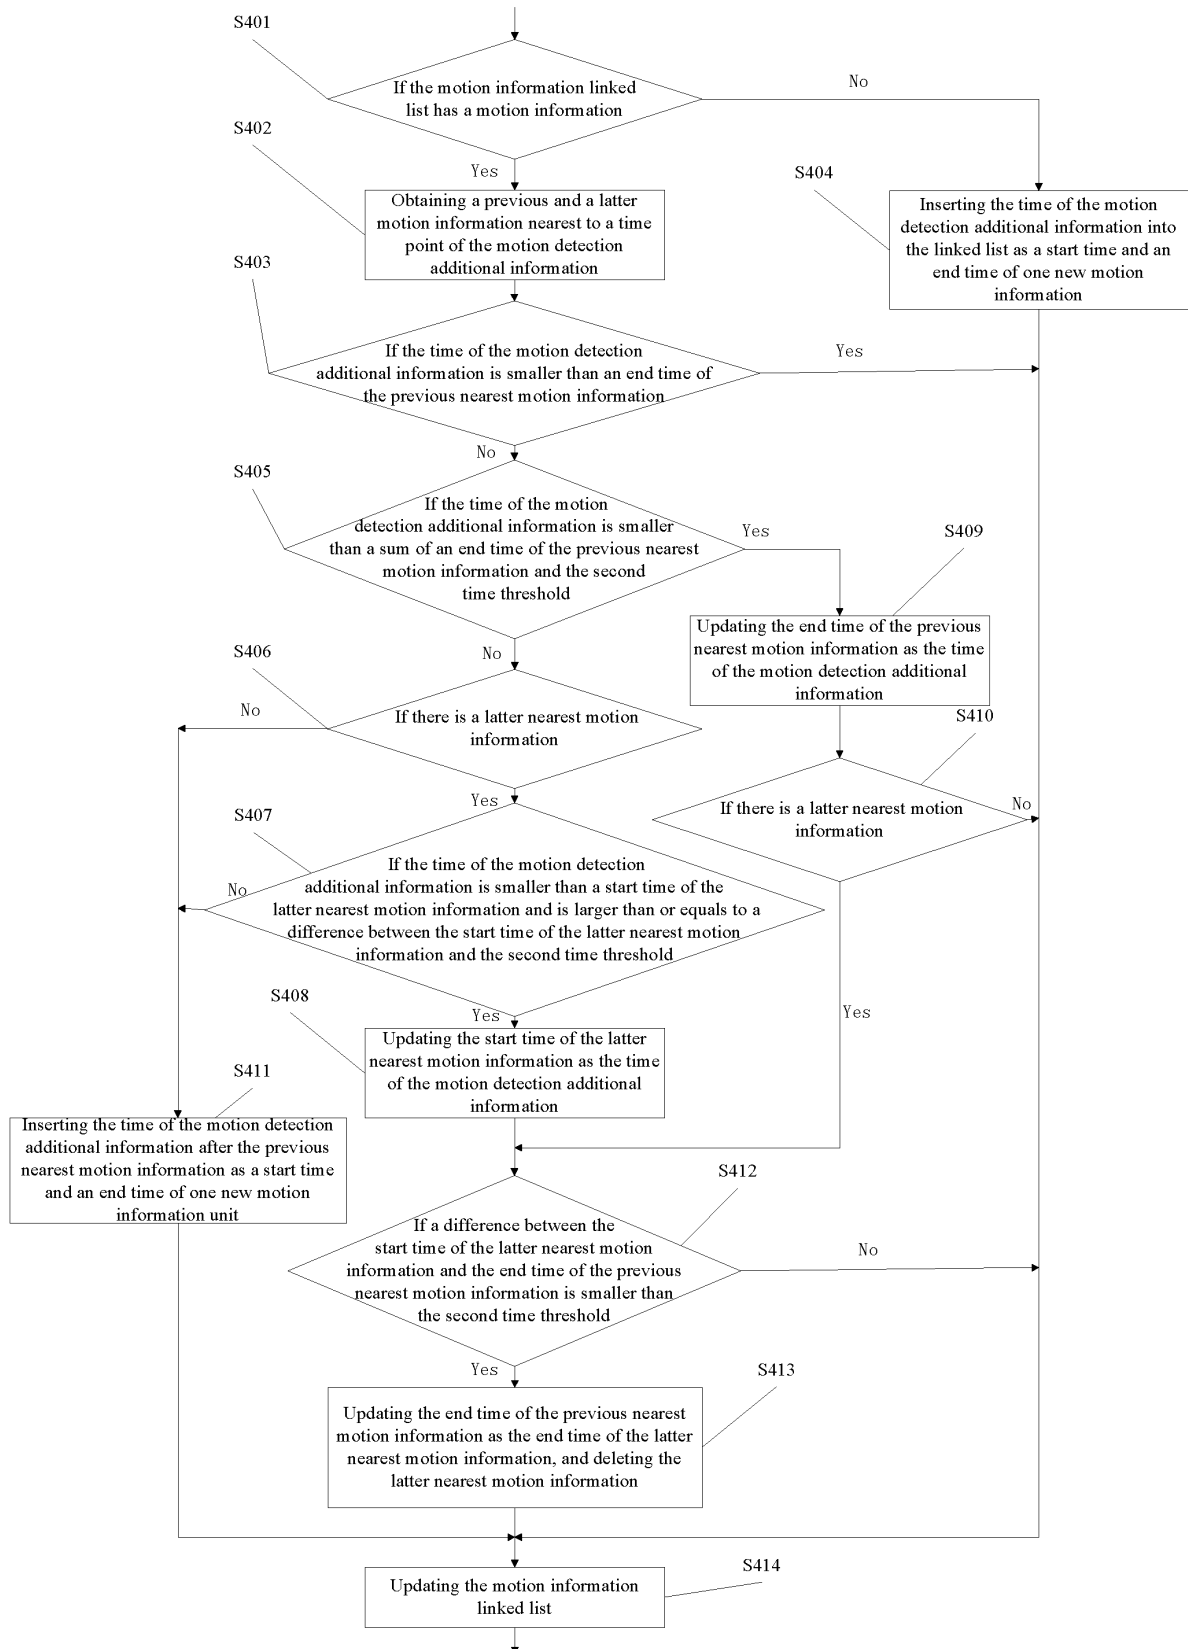 S401
If the motion information linked
list has a motion information
No
Yes
S402
Obtaining a previous and a latter
motion information nearest to a time
point of the motion detection
additional information
S404
Inserting the time of the motion
detection additional information into
the linked list as a start time and an
end time of one new motion
information
S403
If the time of the motion detection
additional information is smaller than an end time of
the previous nearest motion information
Yes
No
S405
If the time of the motion
detection additional information is smaller
than a sum of an end time of the previous nearest
motion information and the second
time threshold
Yes
No
S409
Updating the end time of the previous
nearest motion information as the time
of the motion detection additional
information
S406
If there is a latter nearest motion
information
No
Yes
S410
If there is a latter nearest motion
information
No
Yes
S407
If the time of the motion detection
additional information is smaller than a start time of the
latter nearest motion information and is larger than or equals to a
difference between the start time of the latter nearest motion
information and the second time threshold
No
Yes
S408
Updating the start time of the latter
nearest motion information as the time
of the motion detection additional
information
S411
Inserting the time of the motion detection
additional information after the previous
nearest motion information as a start time
and an end time of one new motion
information unit
S412
If a difference between the
start time of the latter nearest motion
information and the end time of the previous
nearest motion information is smaller than
the second time threshold
No
Yes
S413
Updating the end time of the previous nearest
motion information as the end time of the latter
nearest motion information, and deleting the
latter nearest motion information
S414
Updating the motion information
linked list